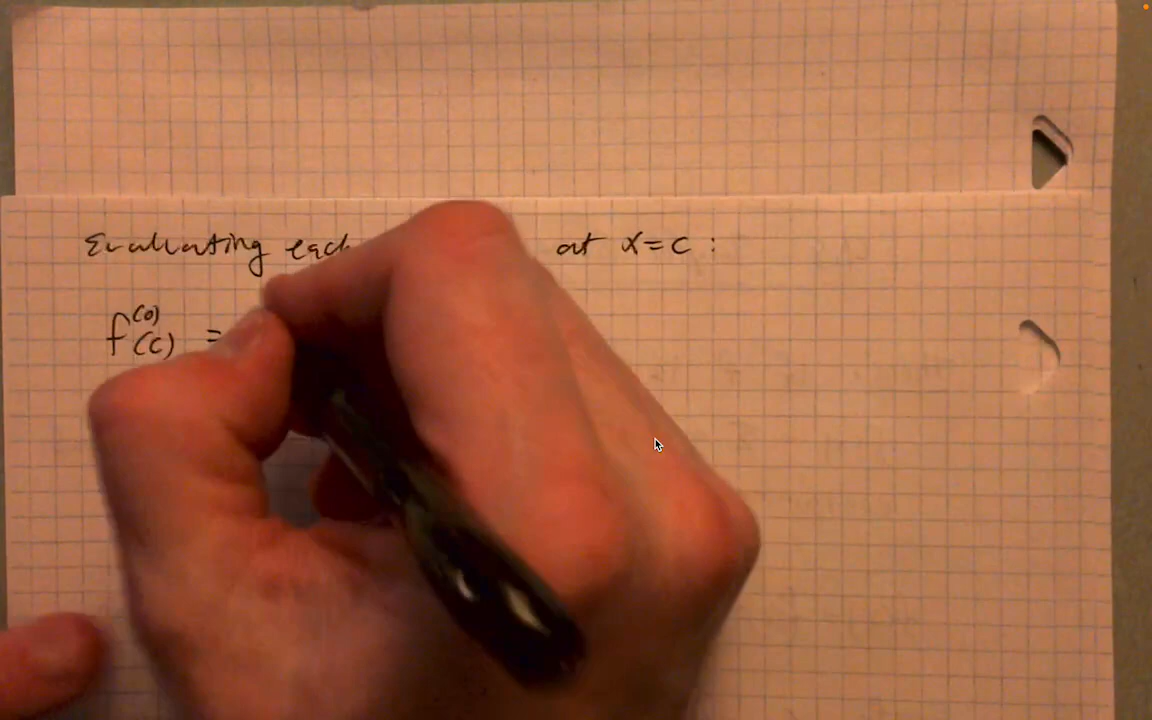 Evaluating each at x=c :
f^(0)(c) =